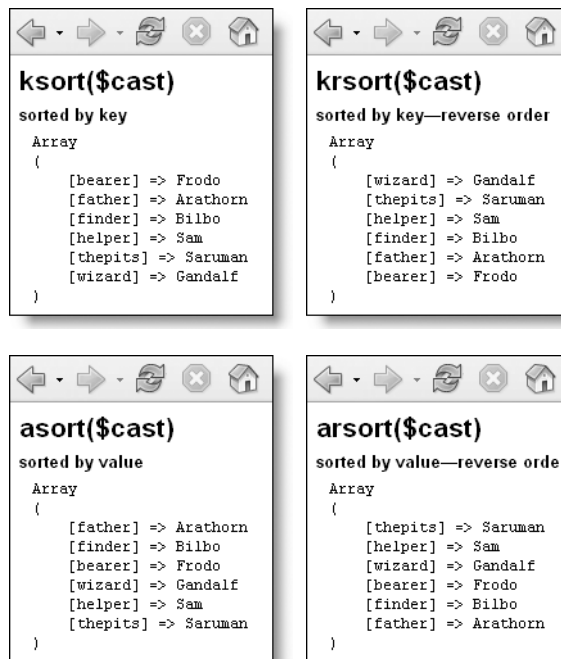 ksort($cast)
sorted by key
Array
(
[bearer] => Frodo
[father] => Arathorn
[finder] => Bilbo
[helper] => Sam
[thepits] => Saruman
[wizard] => Gandalf
)
krsort($cast)
sorted by key—reverse order
Array
(
[wizard] => Gandalf
[thepits] => Saruman
[helper] => Sam
[finder] => Bilbo
[father] => Arathorn
[bearer] => Frodo
)
asort($cast)
sorted by value
Array
(
[father] => Arathorn
[finder] => Bilbo
[bearer] => Frodo
[wizard] => Gandalf
[helper] => Sam
[thepits] => Saruman
)
arsort($cast)
sorted by value—reverse orde
Array
(
[thepits] => Saruman
[helper] => Sam
[wizard] => Gandalf
[bearer] => Frodo
[finder] => Bilbo
[father] => Arathorn
)